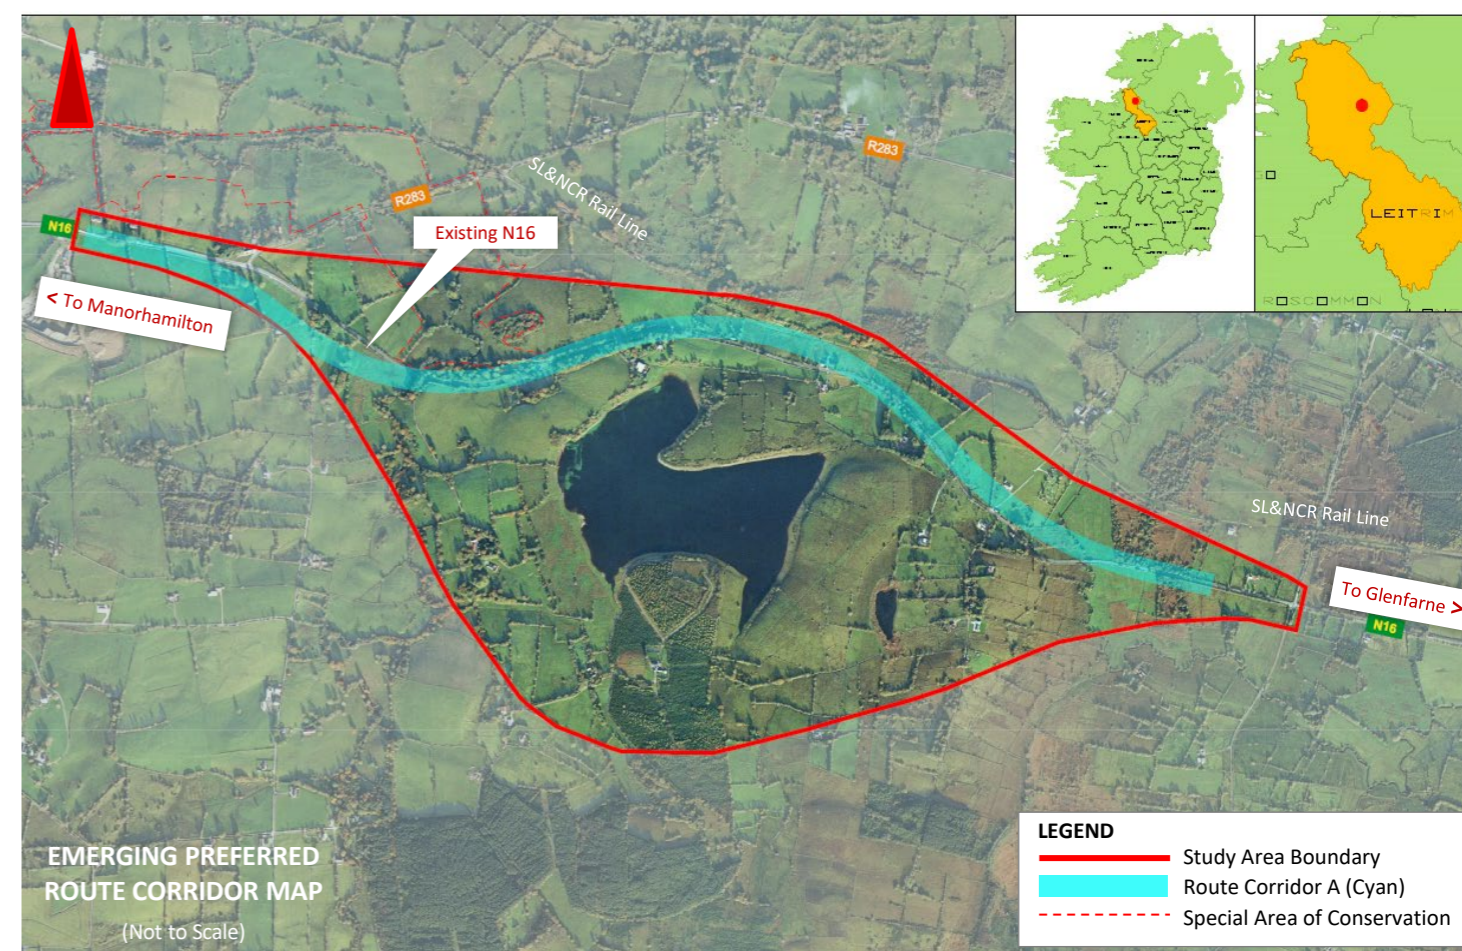 R283
SL&NCR Rail Line
R283
N16
Existing N16
< To Manorhamilton
LEITRIM
ROSCOMMON
SL&NCR Rail Line
To Glenfarne >
N16
EMERGING PREFERRED
ROUTE CORRIDOR MAP
(Not to Scale)
LEGEND
Study Area Boundary
Route Corridor A (Cyan)
Special Area of Conservation